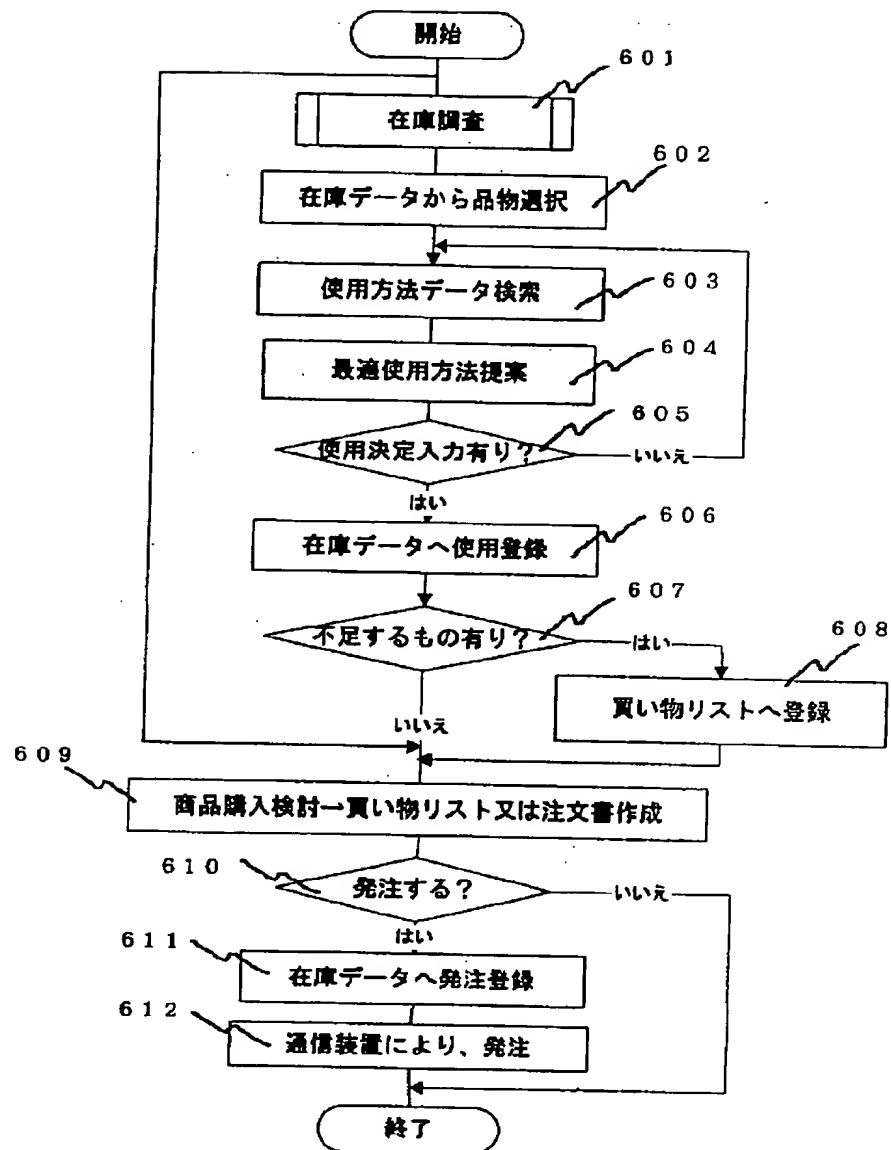 開始
601
在庫調査
602
在庫データから品物選択
603
使用方法データ検索
604
最適使用方法提案
605
使用決定入力有り?
いいえ
はい
606
在庫データへ使用登録
607
不足するもの有り?
はい
608
買い物リストへ登録
いいえ
609
商品購入検討→買い物リスト又は注文書作成
610
発注する?
いいえ
はい
611
在庫データへ発注登録
612
通信装置により、発注
終了